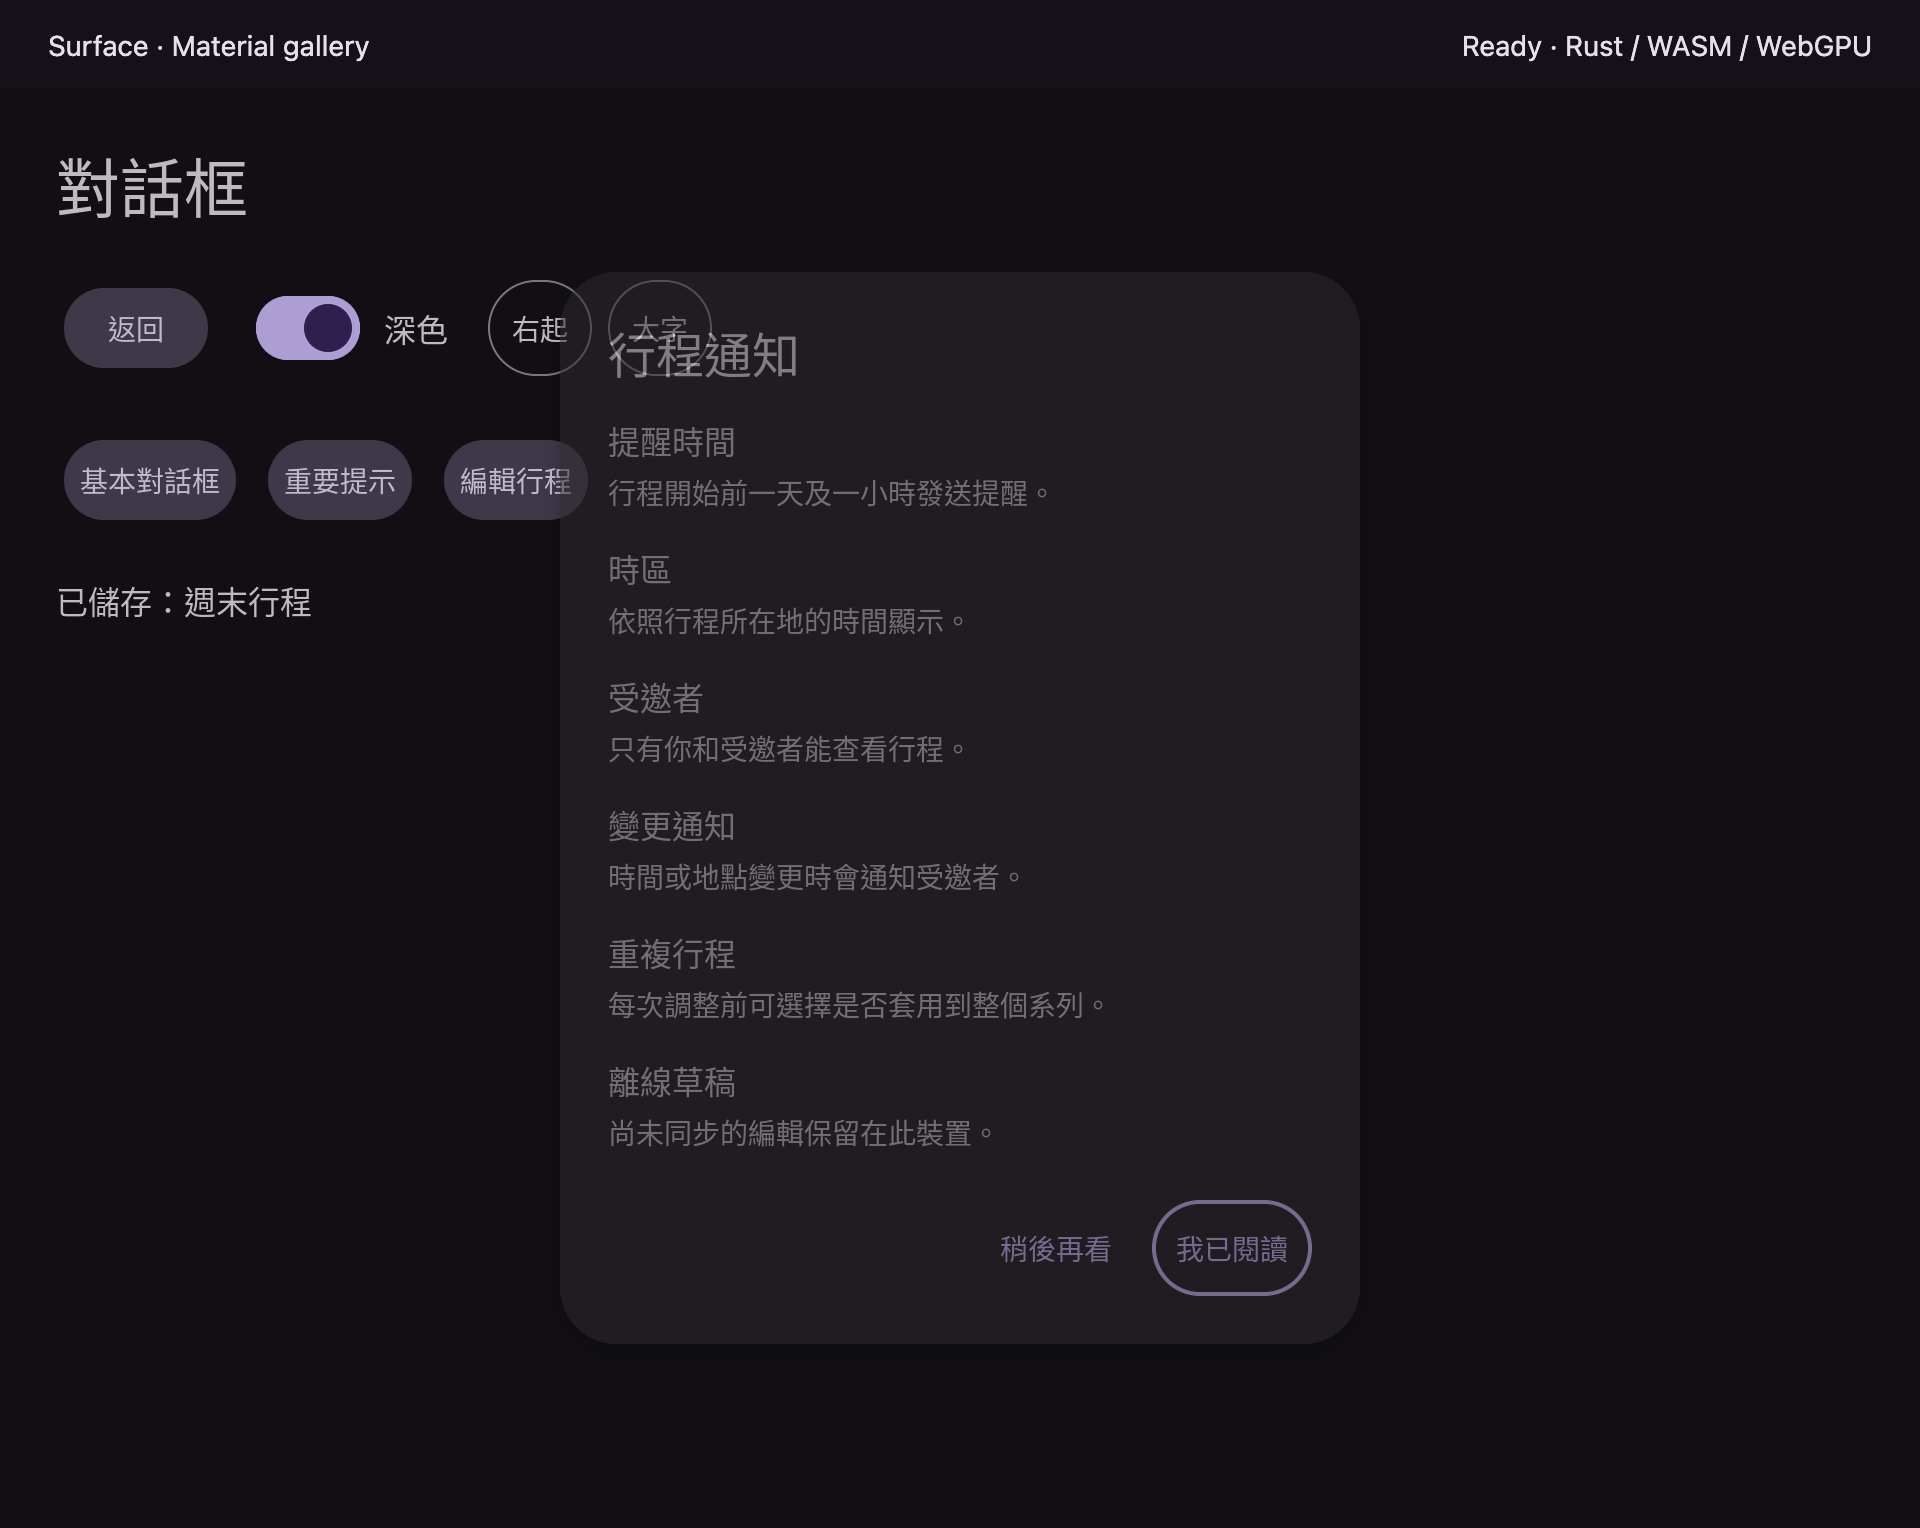 Surface · Material gallery
Ready · Rust / WASM / WebGPU
對話框
返回
深色
右起
大字
基本對話框
重要提示
編輯行程
已儲存：週末行程
行程通知
提醒時間
行程開始前一天及一小時發送提醒。
時區
依照行程所在地的時間顯示。
受邀者
只有你和受邀者能查看行程。
變更通知
時間或地點變更時會通知受邀者。
重複行程
每次調整前可選擇是否套用到整個系列。
離線草稿
尚未同步的編輯保留在此裝置。
稍後再看
我已閱讀